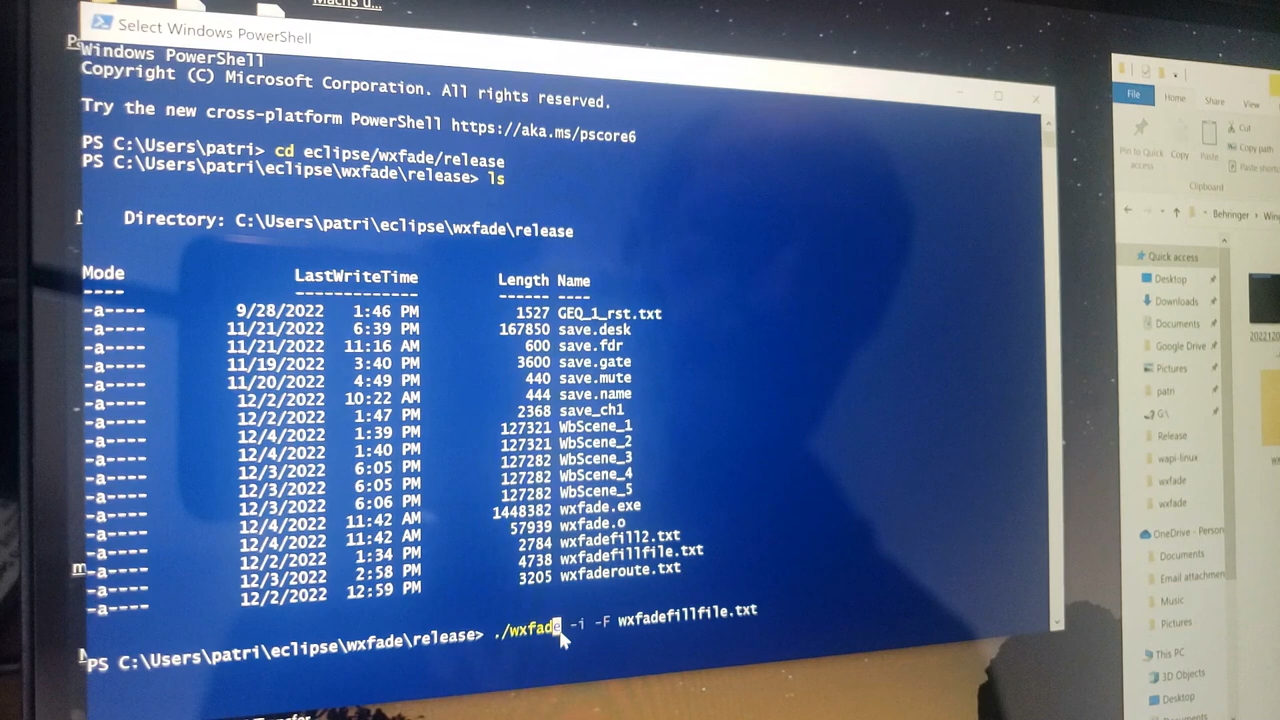 Select Windows PowerShell
Windows PowerShell
Copyright (C) Microsoft Corporation. All rights reserved.
Try the new cross-platform PowerShell https://aka.ms/pscore6
PS C:\Users\patri> cd eclipse/wxfade/release
PS C:\Users\patri\eclipse\wxfade\release> ls
Directory: C:\Users\patri\eclipse\wxfade\release
Mode LastWriteTime Length Name
---- ------------- ------ ----
-a---- 9/28/2022 1:46 PM 1527 GEQ_1_rst.txt
-a---- 11/21/2022 6:39 PM 167850 save.desk
-a---- 11/21/2022 11:16 AM 600 save.fdr
-a---- 11/19/2022 3:40 PM 3600 save.gate
-a---- 11/20/2022 4:49 PM 440 save.mute
-a---- 12/2/2022 10:22 AM 444 save.name
-a---- 12/2/2022 1:47 PM 2368 save_ch1
-a---- 12/4/2022 1:39 PM 127321 WbScene_1
-a---- 12/4/2022 1:40 PM 127321 WbScene_2
-a---- 12/3/2022 6:05 PM 127282 WbScene_3
-a---- 12/3/2022 6:05 PM 127282 WbScene_4
-a---- 12/3/2022 6:06 PM 127282 WbScene_5
-a---- 12/4/2022 11:42 AM 1448382 wxfade.exe
-a---- 12/4/2022 11:42 AM 57939 wxfade.o
-a---- 12/2/2022 1:34 PM 2784 wxfadefill2.txt
-a---- 12/3/2022 2:58 PM 4738 wxfadefillfile.txt
-a---- 12/2/2022 12:59 PM 3205 wxfaderoute.txt
PS C:\Users\patri\eclipse\wxfade\release> ./wxfade -i -F wxfadefillfile.txt
File Home Share View
Pin to Quick access
Copy
Paste
Cut
Copy path
Paste
Clipboard
Behringer
Quick access
Desktop
Downloads
Documents
Google Drive
Pictures
patri
G:\
Release
wapi-linux
wxfade
wxfade
OneDrive - Person
Documents
Email attachmen
Music
Pictures
This PC
3D Objects
Desktop